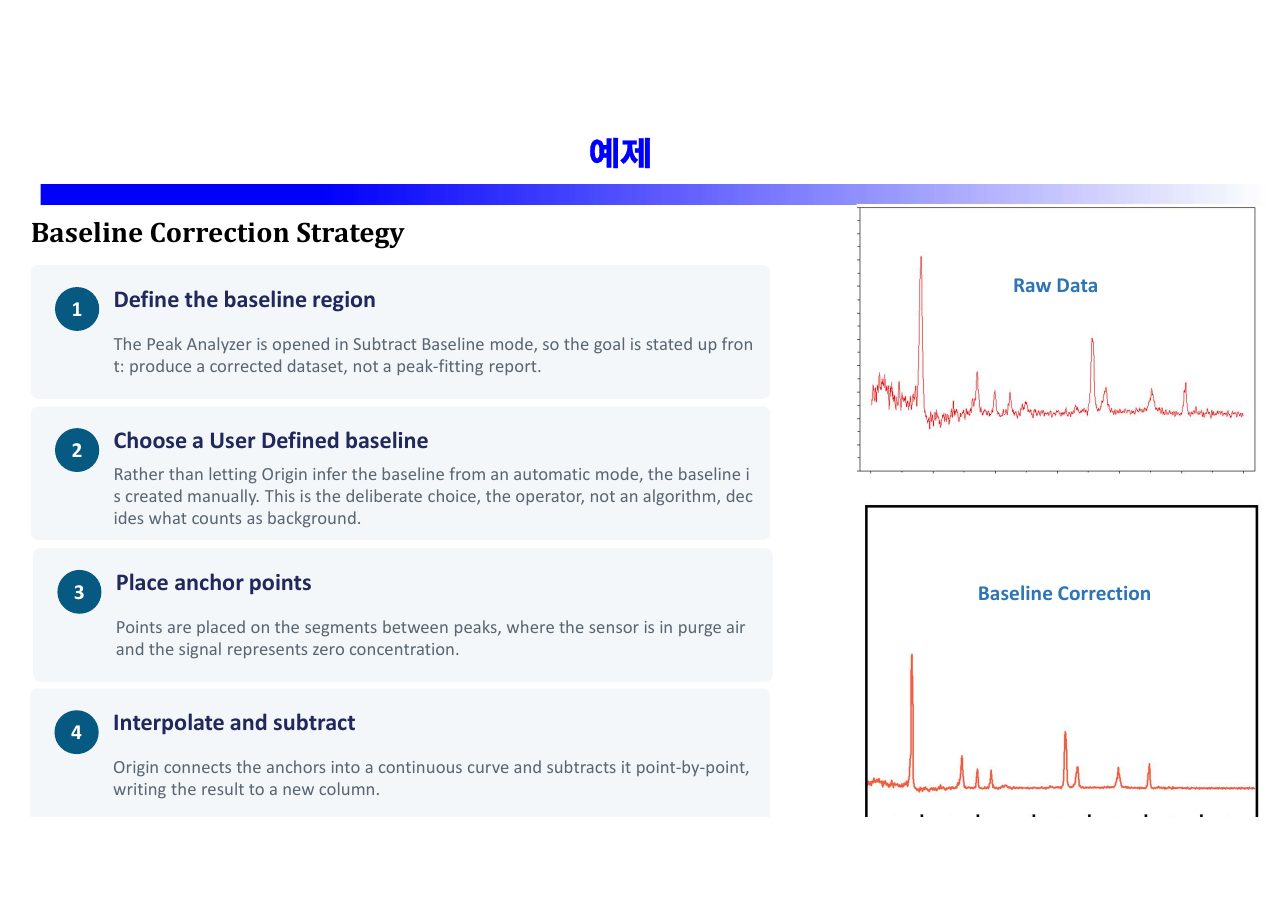 예제
Baseline Correction Strategy
1
Define the baseline region
The Peak Analyzer is opened in Subtract Baseline mode, so the goal is stated up fron
t: produce a corrected dataset, not a peak-fitting report.
2
Choose a User Defined baseline
Rather than letting Origin infer the baseline from an automatic mode, the baseline i
s created manually. This is the deliberate choice, the operator, not an algorithm, dec
ides what counts as background.
3
Place anchor points
Points are placed on the segments between peaks, where the sensor is in purge air
and the signal represents zero concentration.
4
Interpolate and subtract
Origin connects the anchors into a continuous curve and subtracts it point-by-point,
writing the result to a new column.
Raw Data
Baseline Correction